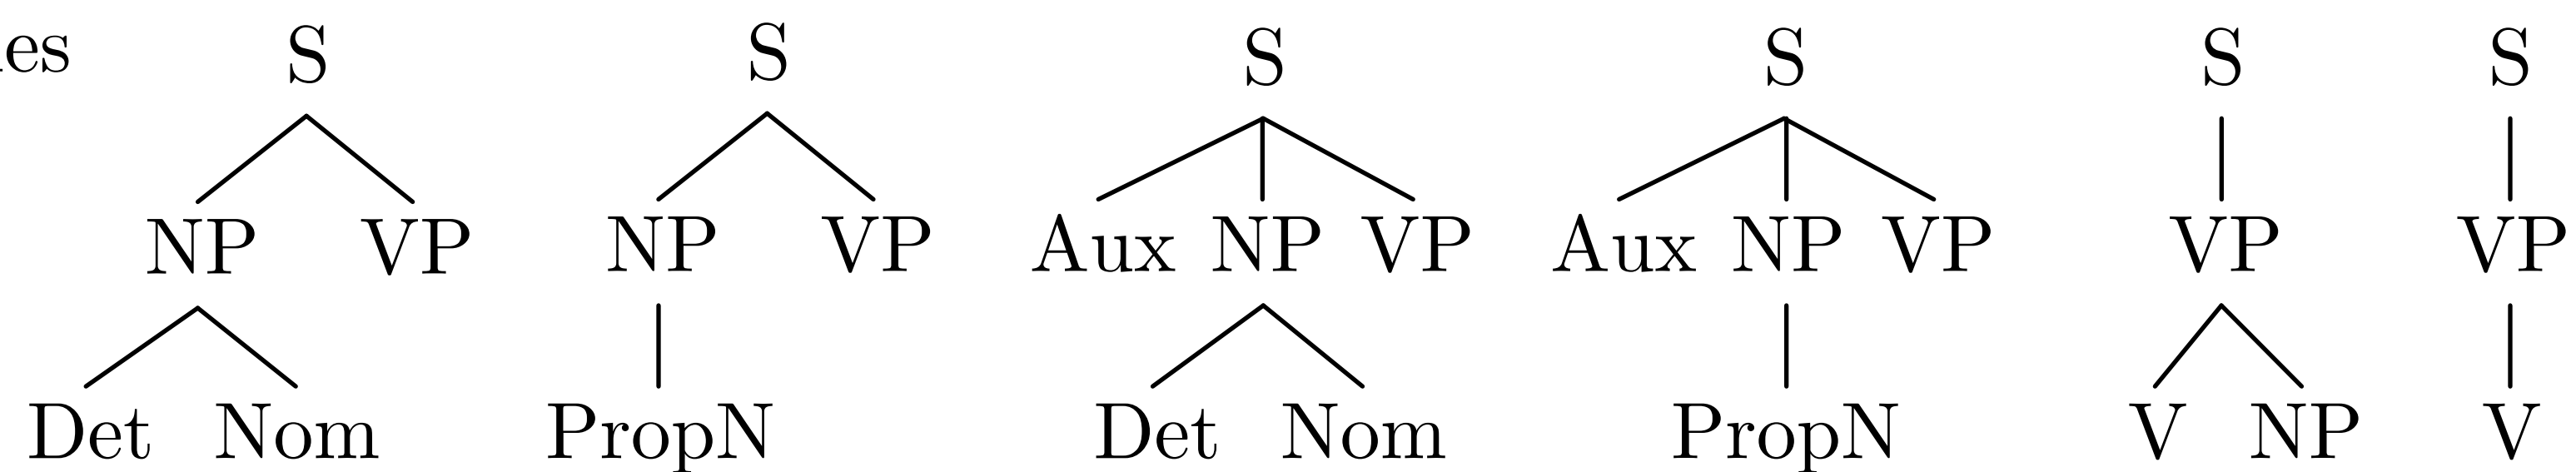 es S S S S S S
NP VP NP VP Aux NP VP Aux NP VP VP VP
Det Nom PropN Det Nom PropN V NP V